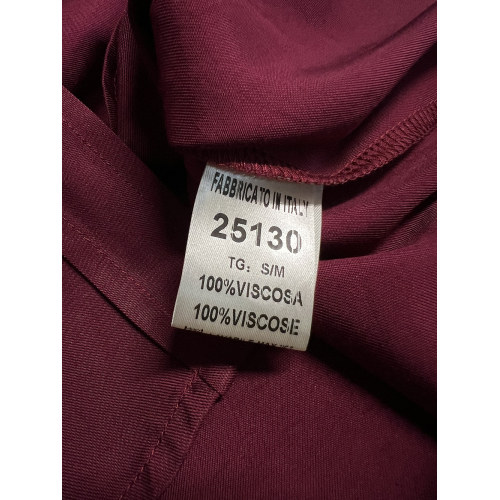 FABBRICATO IN ITALY
25130
TG: S/M
100%VISCOSA
100%VISCOSE